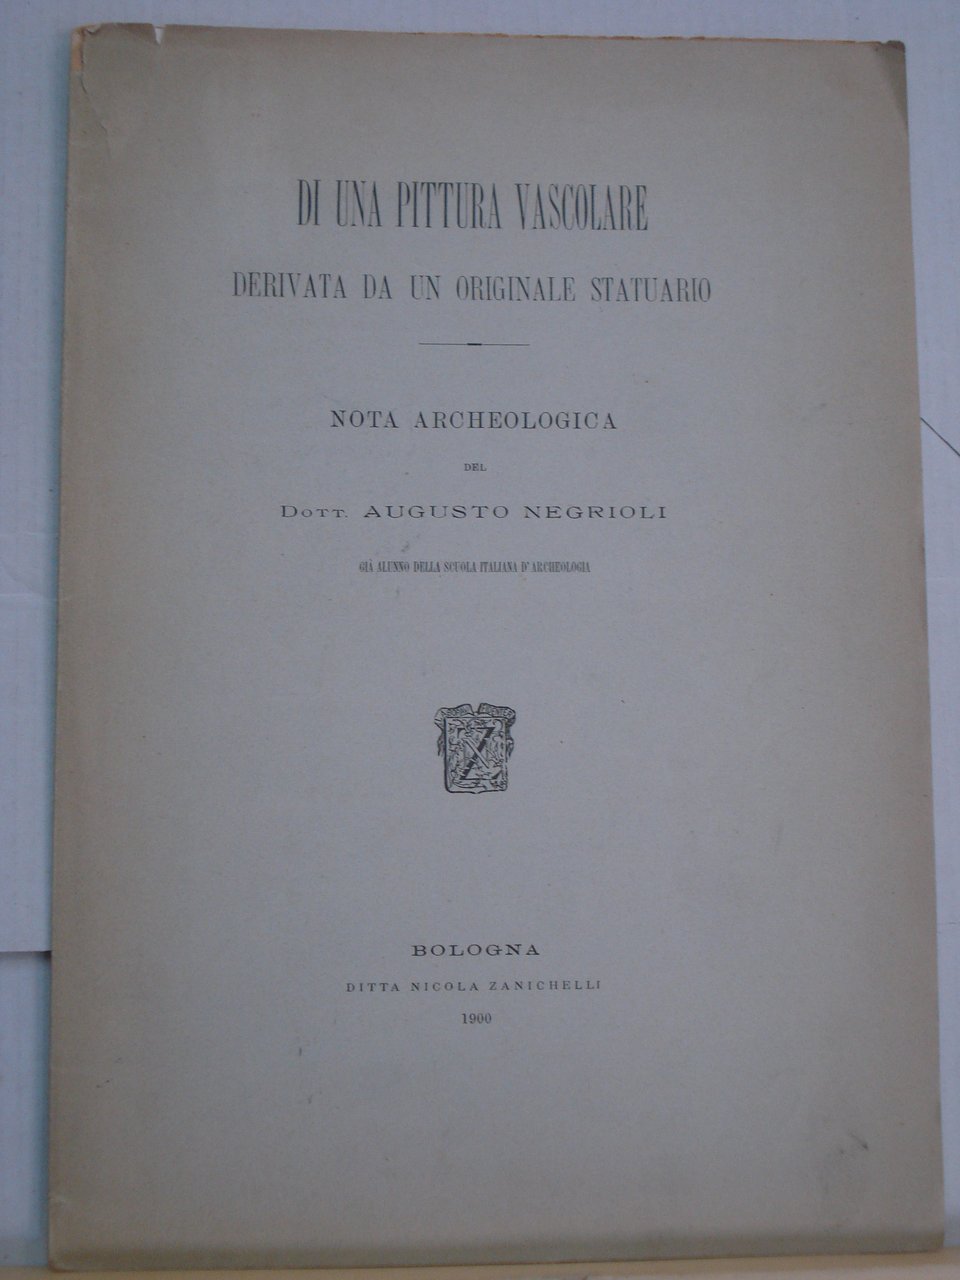 DI UNA PITTURA VASCOLARE
DERIVATA DA UN ORIGINALE STATUARIO
NOTA ARCHEOLOGICA
DEL
DOTT. AUGUSTO NEGRIOLI
GIÀ ALUNNO DELLA SCUOLA ITALIANA D'ARCHEOLOGIA
BOLOGNA
DITTA NICOLA ZANICHELLI
1900